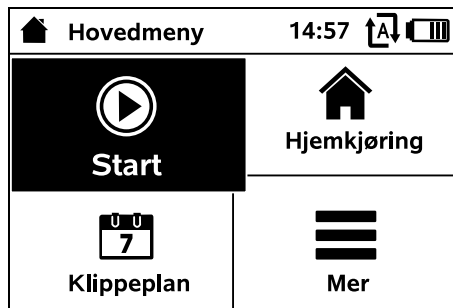 Hovedmeny 14:57 A
Start
Hjemkjøring
7
Klippeplan
Mer